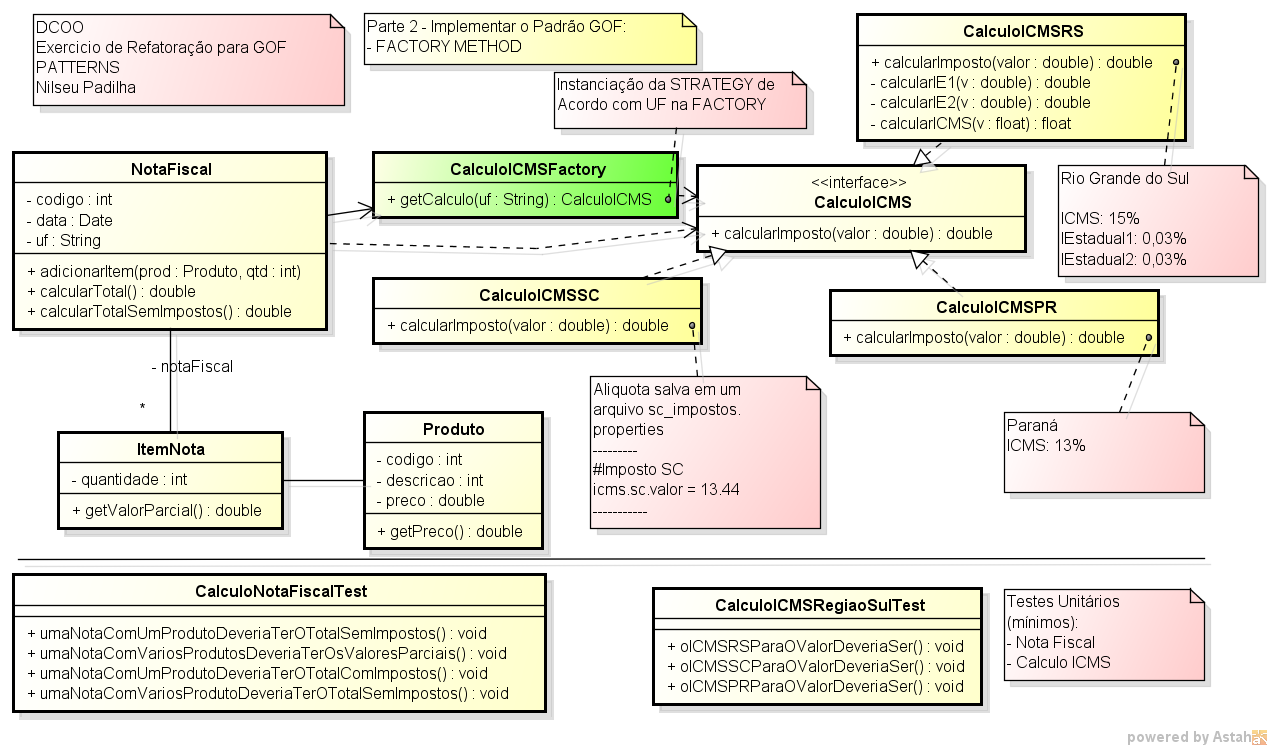 DCOO
Exercicio de Refatoração para GOF
PATTERNS
Nilseu Padilha
Parte 2 - Implementar o Padrão GOF:
- FACTORY METHOD
Instanciação da STRATEGY de
Acordo com UF na FACTORY
CalculoICMSRS
+ calcularImposto(valor : double) : double
- calcularIE1(v : double) : double
- calcularIE2(v : double) : double
- calcularICMS(v : float) : float
NotaFiscal
- codigo : int
- data : Date
- uf : String
+ adicionarItem(prod : Produto, qtd : int)
+ calcularTotal() : double
+ calcularTotalSemImpostos() : double
CalculoICMSFactory
+ getCalculo(uf : String) : CalculoICMS
<<interface>>
CalculoICMS
+ calcularImposto(valor : double) : double
Rio Grande do Sul
ICMS: 15%
IEstadual1: 0,03%
IEstadual2: 0,03%
CalculoICMSSC
+ calcularImposto(valor : double) : double
CalculoICMSPR
+ calcularImposto(valor : double) : double
- notaFiscal
*
Aliquota salva em um
arquivo sc_impostos.
properties
---------
#Imposto SC
icms.sc.valor = 13.44
-----------
Paraná
ICMS: 13%
ItemNota
- quantidade : int
+ getValorParcial() : double
Produto
- codigo : int
- descricao : int
- preco : double
+ getPreco() : double
CalculoNotaFiscalTest
+ umaNotaComUmProdutoDeveriaTerOTotalSemImpostos() : void
+ umaNotaComVariosProdutosDeveriaTerOsValoresParciais() : void
+ umaNotaComUmProdutoDeveriaTerOTotalComImpostos() : void
+ umaNotaComVariosProdutoDeveriaTerOTotalSemImpostos() : void
CalculoICMSRegiaoSulTest
+ oICMSRSParaOValorDeveriaSer() : void
+ oICMSSCParaOValorDeveriaSer() : void
+ oICMSPRParaOValorDeveriaSer() : void
Testes Unitários
(mínimos):
- Nota Fiscal
- Calculo ICMS
powered by Astah